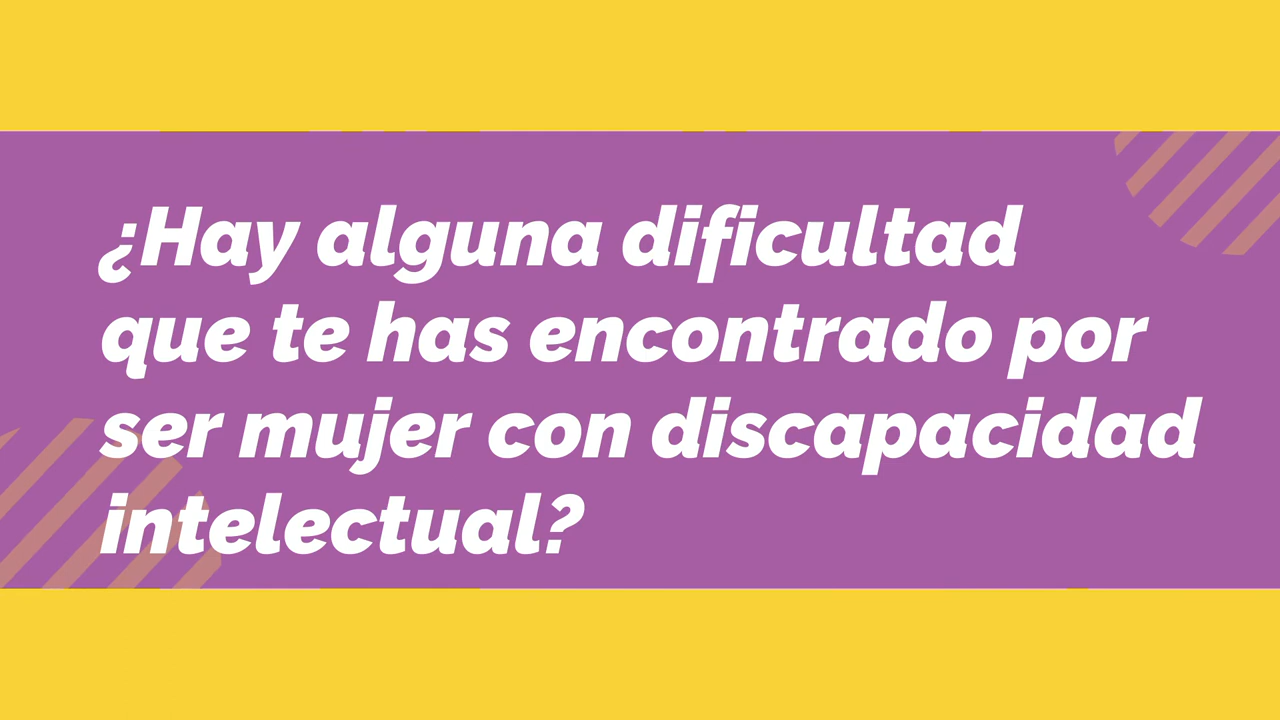 ¿Hay alguna dificultad
que te has encontrado por
ser mujer con discapacidad
intelectual?